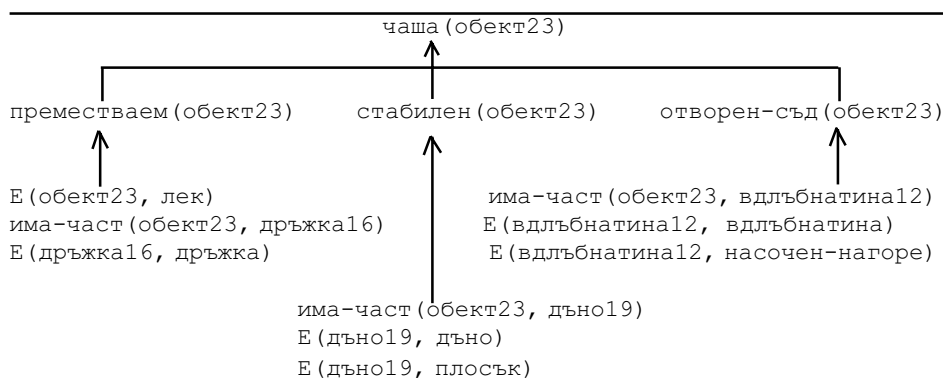 чаша(обект23)
преместваем(обект23)
стабилен(обект23)
отворен-съд(обект23)
Е(обект23, лек)
има-част(обект23, дръжка16)
Е(дръжка16, дръжка)
има-част(обект23, вдлъбнатина12)
Е(вдлъбнатина12, вдлъбнатина)
Е(вдлъбнатина12, насочен-нагоре)
има-част(обект23, дъно19)
Е(дъно19, дъно)
Е(дъно19, плосък)